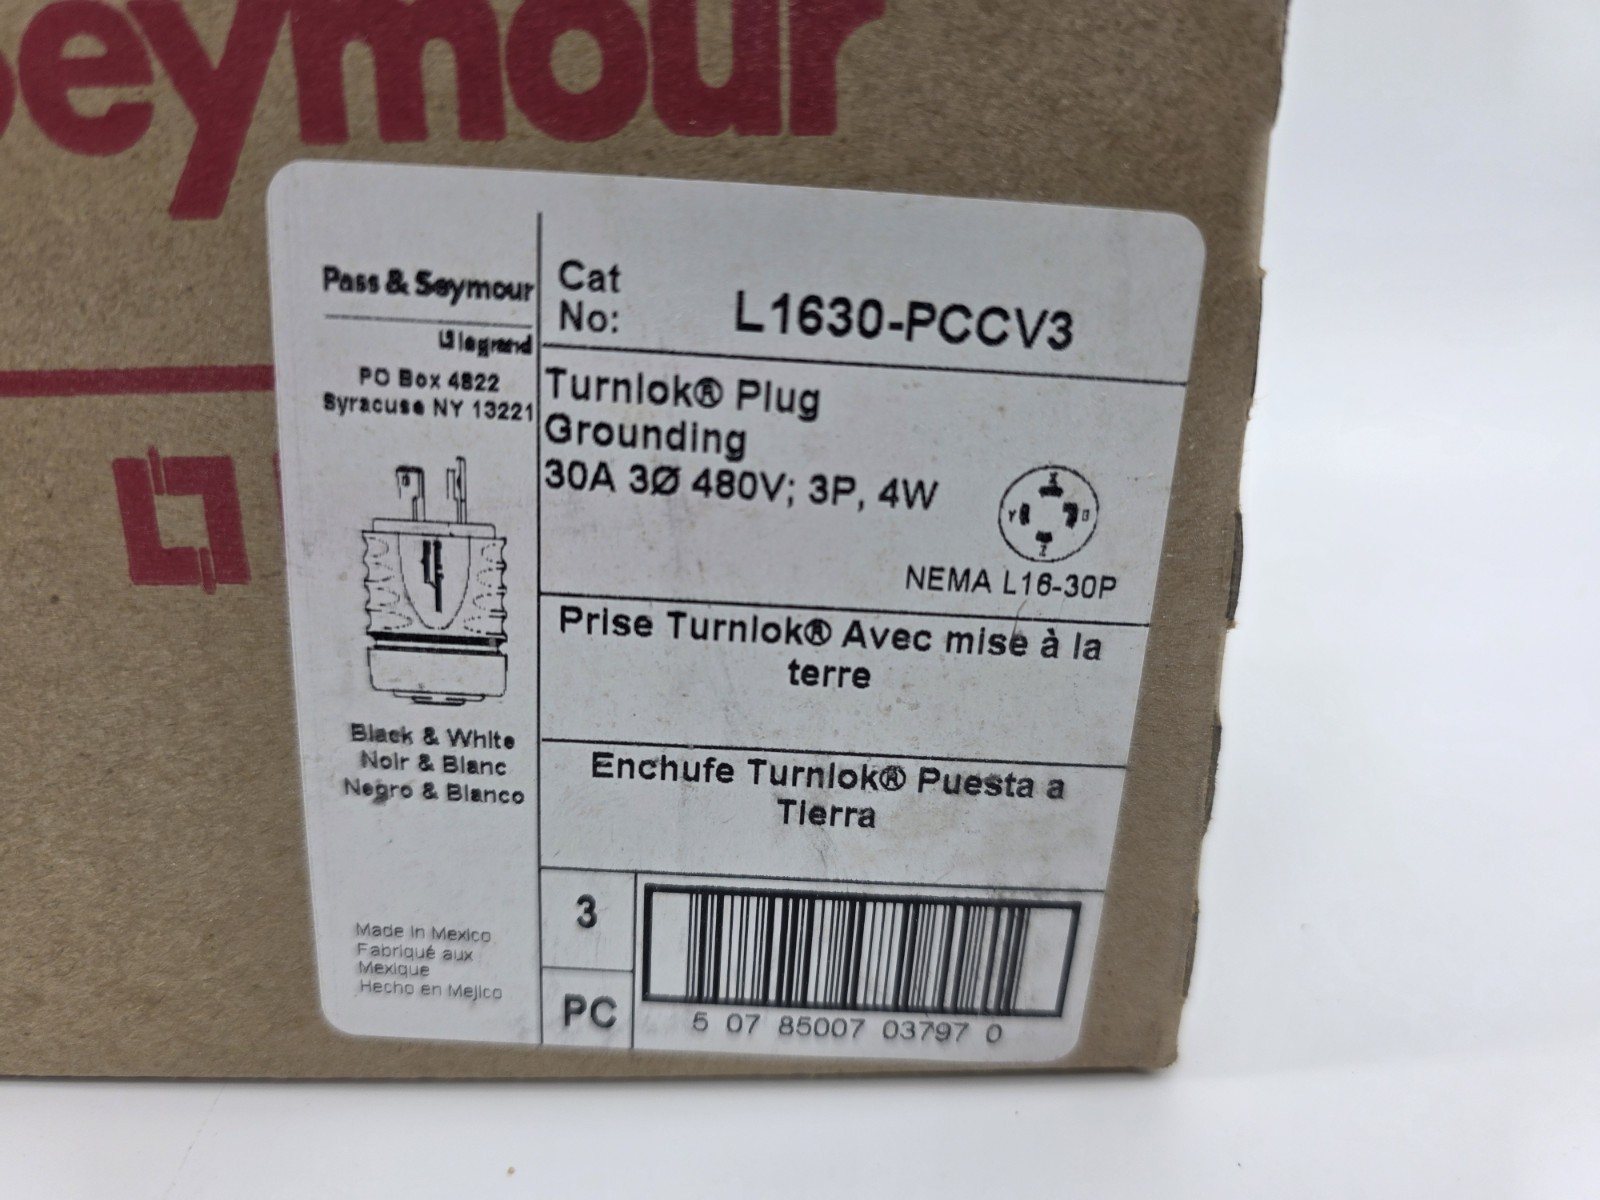 Seymour
Pass & Seymour
legrand
PO Box 4822
Syracuse NY 13221
Black & White
Noir & Blanc
Negro & Blanco
Made In Mexico
Fabriqué aux
Mexique
Hecho en Mejico
Cat
No:
L1630-PCCV3
Turnlok® Plug
Grounding
30A 3Ø 480V; 3P, 4W
X
Y
G
Z
NEMA L16-30P
Prise Turnlok® Avec mise à la
terre
Enchufe Turnlok® Puesta a
Tierra
3
PC
5 07 85007 03797 0